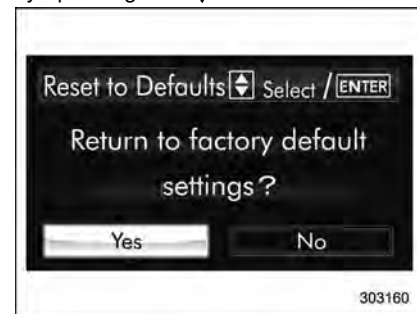 Reset to Defaults Select / ENTER
Return to factory default
settings?
Yes No
303160